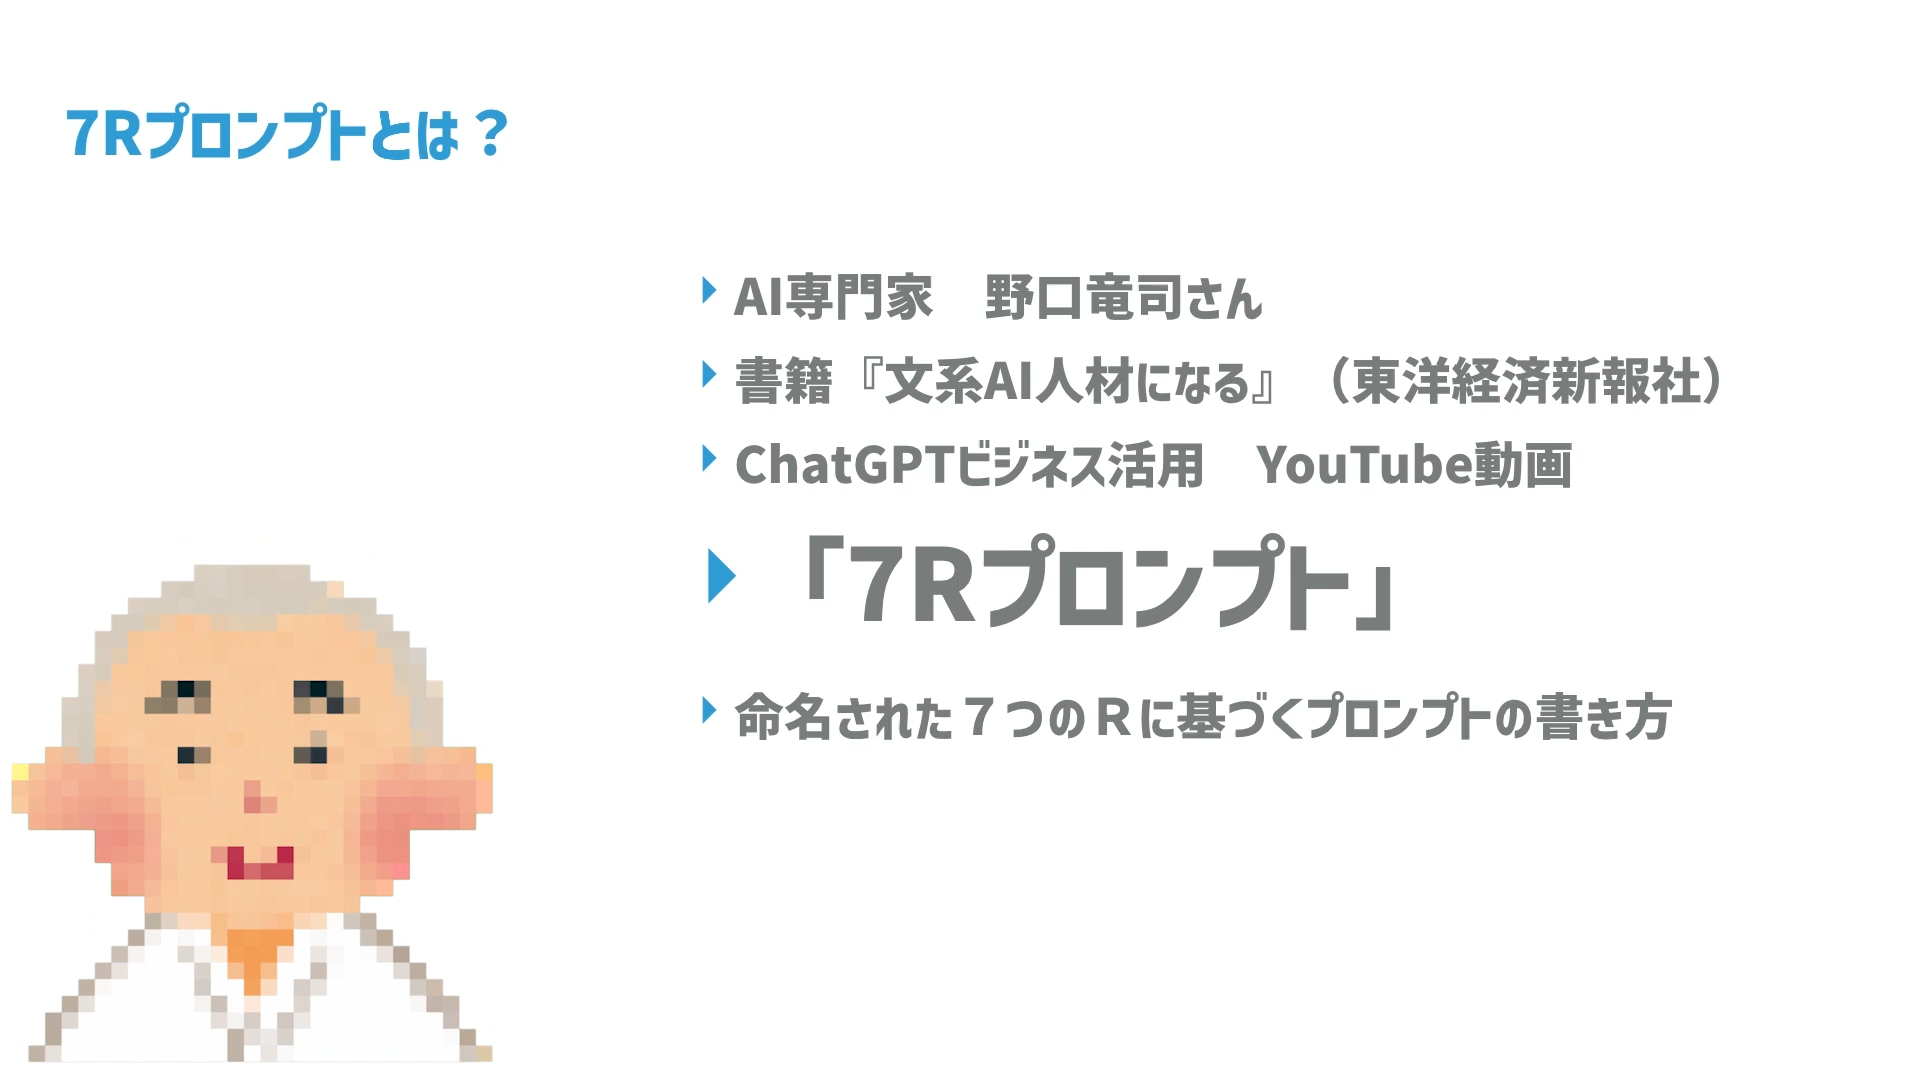 7Rプロンプトとは？
AI専門家　野口竜司さん
書籍『文系AI人材になる』（東洋経済新報社）
ChatGPTビジネス活用　YouTube動画
「7Rプロンプト」
命名された７つのＲに基づくプロンプトの書き方